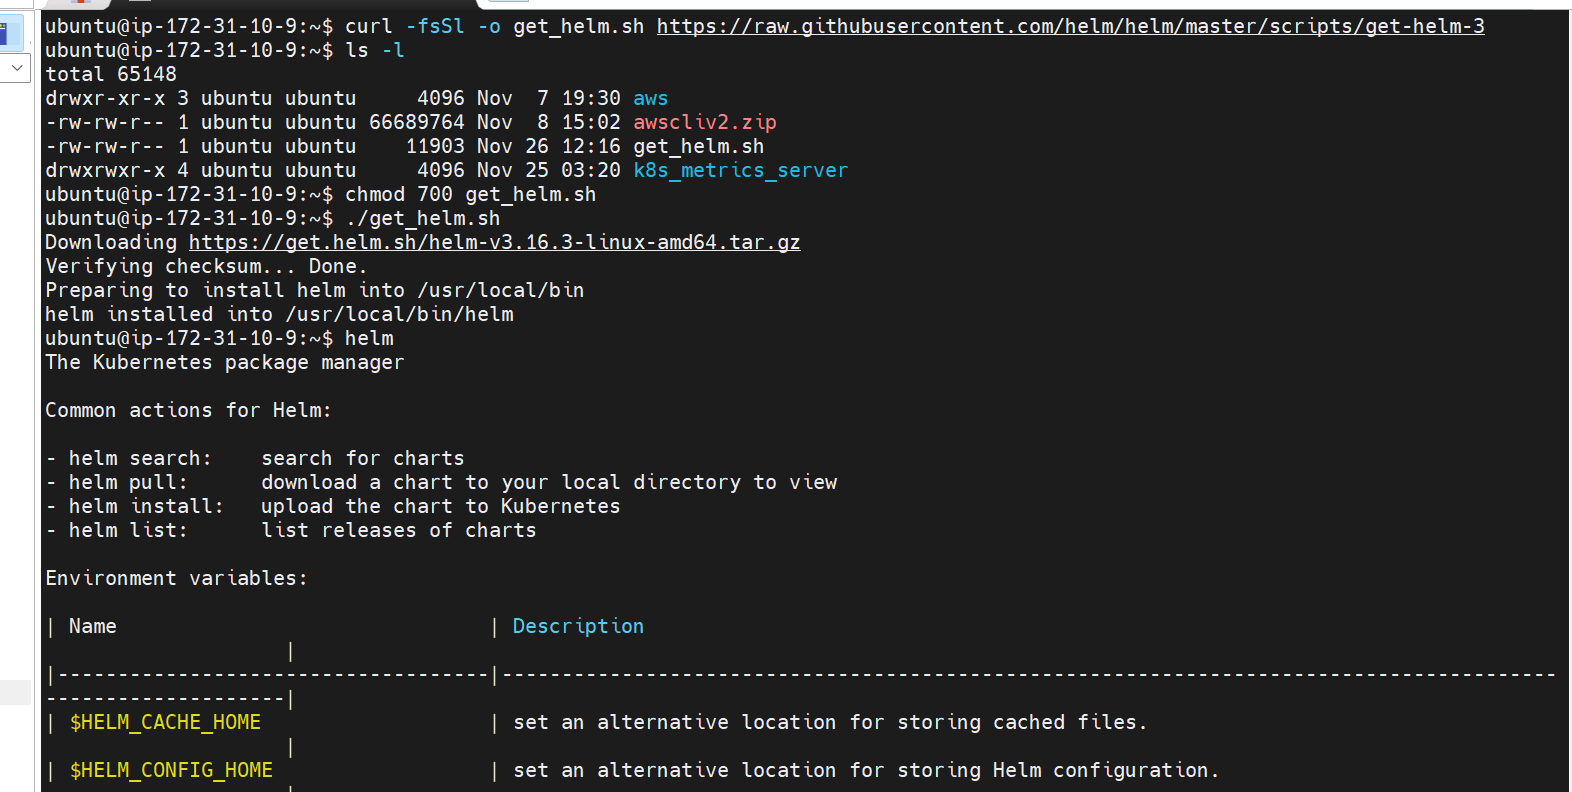 ubuntu@ip-172-31-10-9:~$ curl -fsSl -o get_helm.sh https://raw.githubusercontent.com/helm/helm/master/scripts/get-helm-3
ubuntu@ip-172-31-10-9:~$ ls -l
total 65148
drwxr-xr-x 3 ubuntu ubuntu     4096 Nov  7 19:30 aws
-rw-rw-r-- 1 ubuntu ubuntu 66689764 Nov  8 15:02 awscliv2.zip
-rw-rw-r-- 1 ubuntu ubuntu    11903 Nov 26 12:16 get_helm.sh
drwxrwxr-x 4 ubuntu ubuntu     4096 Nov 25 03:20 k8s_metrics_server
ubuntu@ip-172-31-10-9:~$ chmod 700 get_helm.sh
ubuntu@ip-172-31-10-9:~$ ./get_helm.sh
Downloading https://get.helm.sh/helm-v3.16.3-linux-amd64.tar.gz
Verifying checksum... Done.
Preparing to install helm into /usr/local/bin
helm installed into /usr/local/bin/helm
ubuntu@ip-172-31-10-9:~$ helm
The Kubernetes package manager

Common actions for Helm:

- helm search:    search for charts
- helm pull:      download a chart to your local directory to view
- helm install:   upload the chart to Kubernetes
- helm list:      list releases of charts

Environment variables:

| Name                               | Description
                    |
|------------------------------------|----------------------------------------------------------------------------------------
--------------------|
| $HELM_CACHE_HOME                   | set an alternative location for storing cached files.
                    |
| $HELM_CONFIG_HOME                  | set an alternative location for storing Helm configuration.